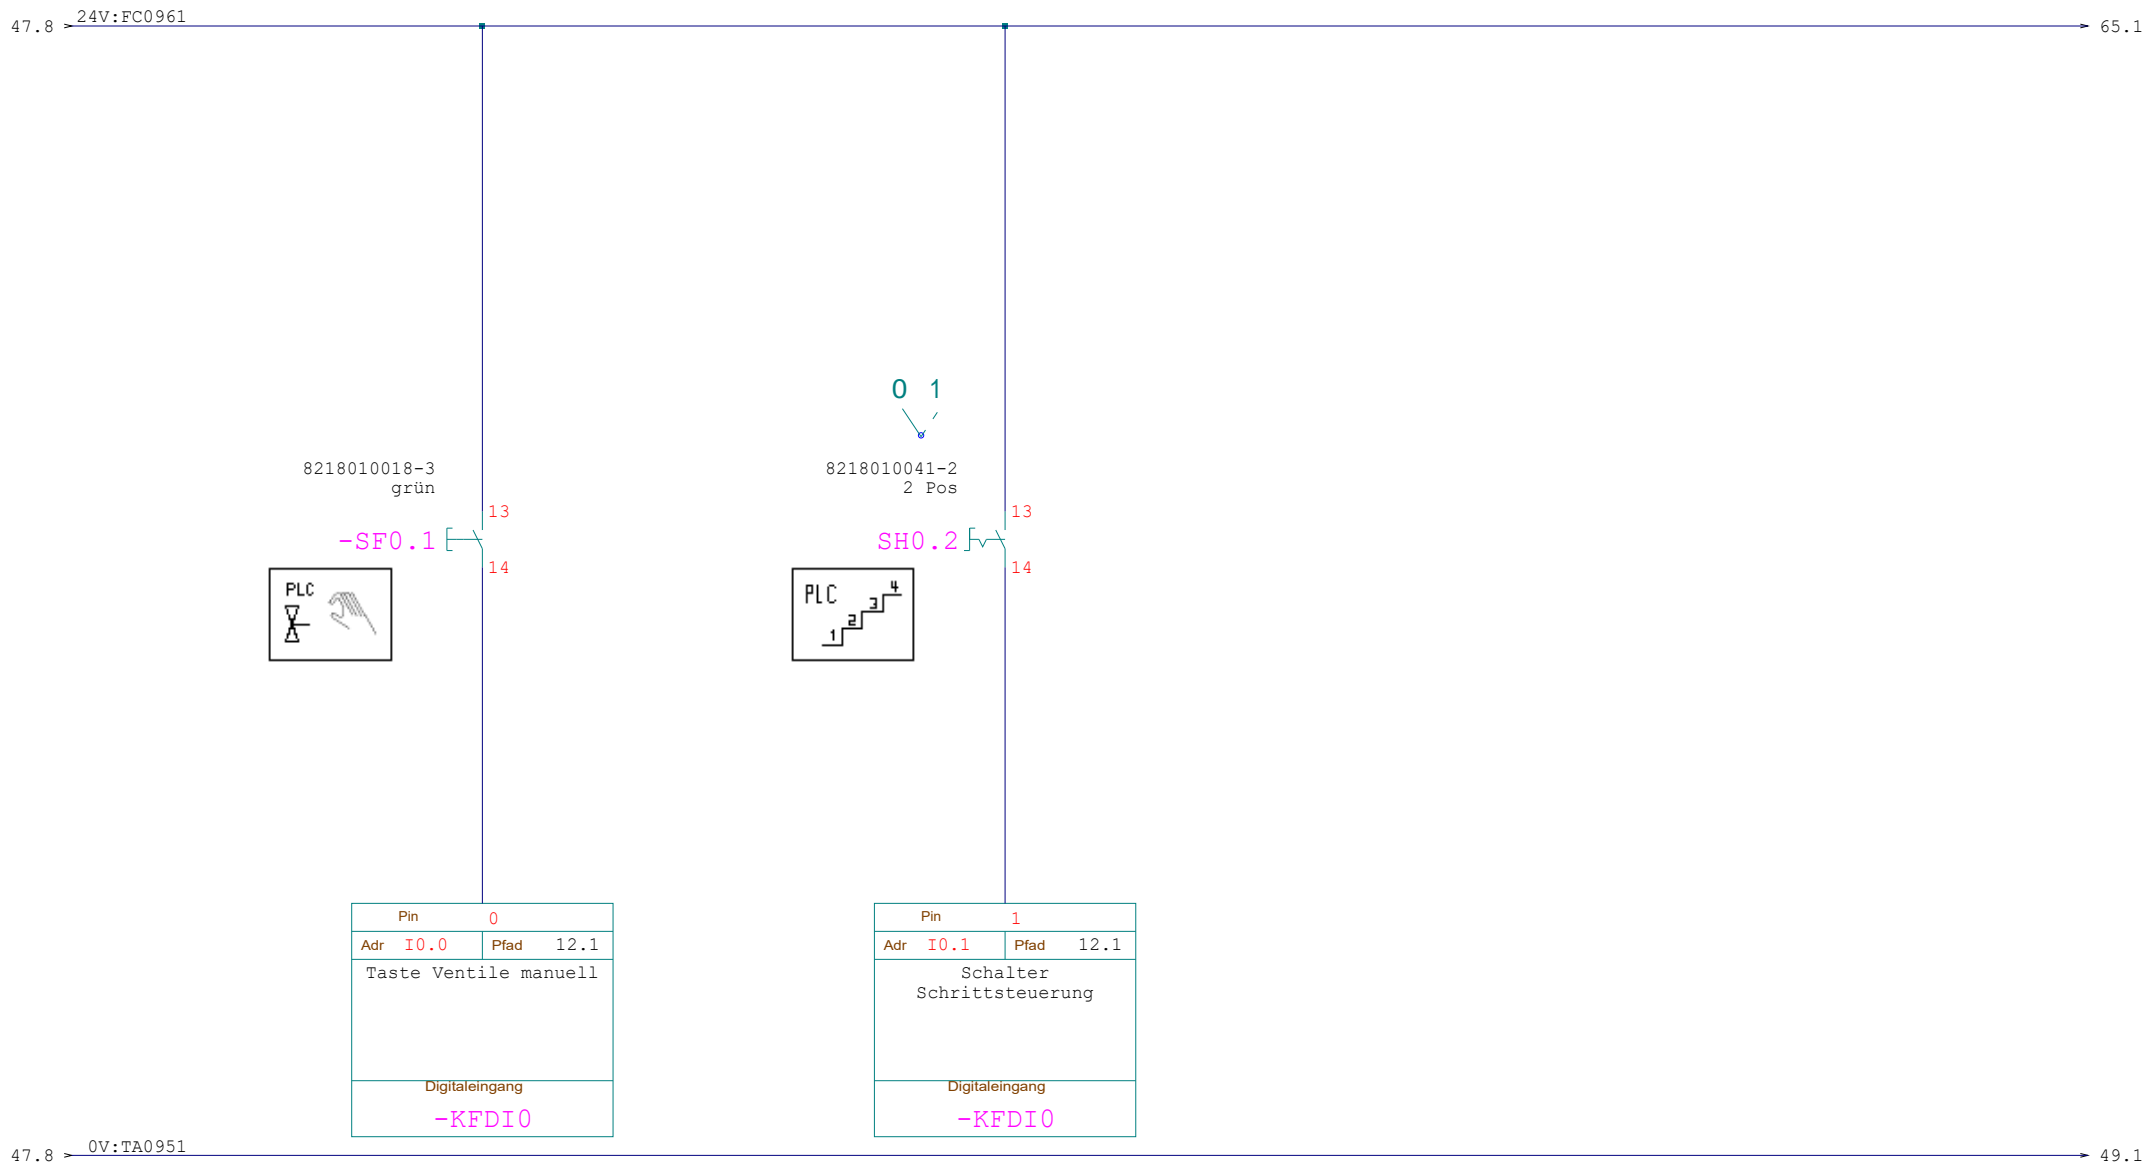 24V:FC0961
47.8
65.1
0 1
8218010018-3
grün
8218010041-2
2 Pos
13
-SF0.1
14
13
SH0.2
14
PLC
PLC
1 2 3 4
Pin 0
Adr I0.0 Pfad 12.1
Taste Ventile manuell
Digitaleingang
-KFDI0
Pin 1
Adr I0.1 Pfad 12.1
Schalter
Schrittsteuerung
Digitaleingang
-KFDI0
0V:TA0951
47.8
49.1